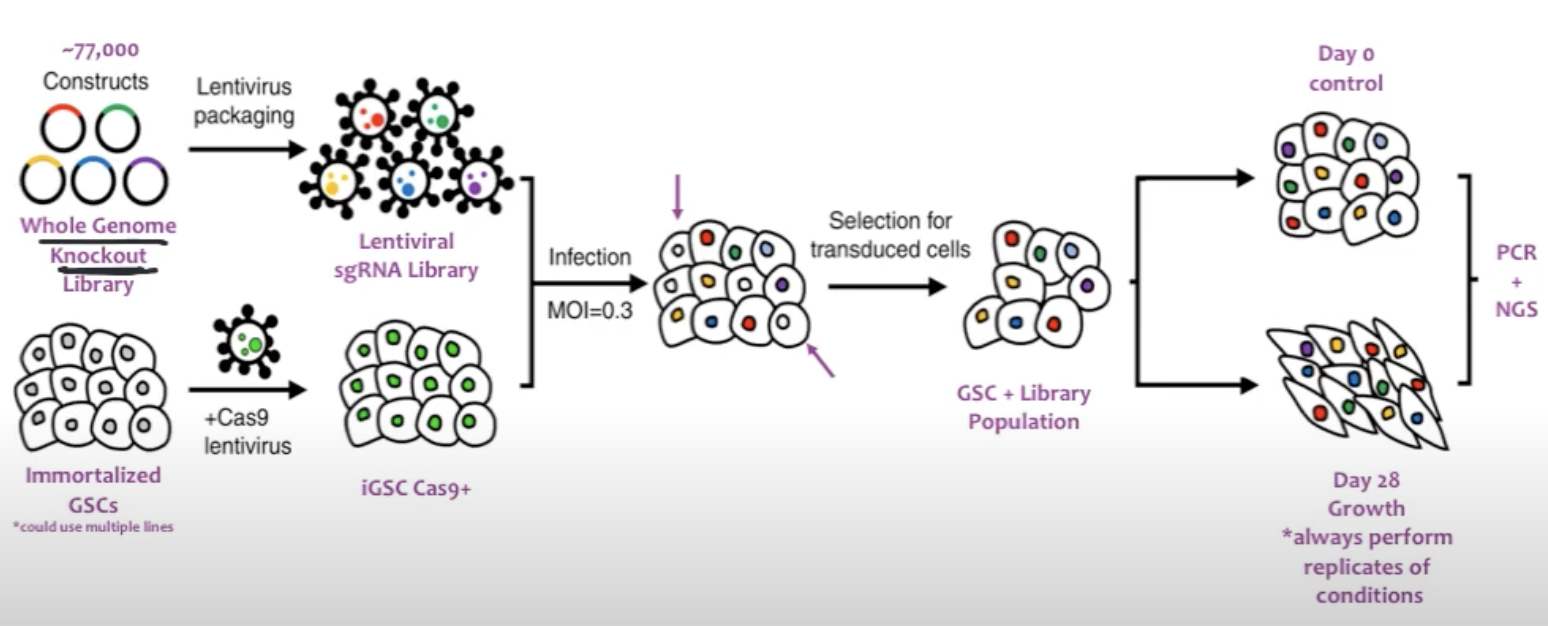 ~77,000
Constructs
Whole Genome
Knockout
Library
Lentivirus
packaging
Lentiviral
sgRNA Library
Immortalized
GSCs
*could use multiple lines
+Cas9
lentivirus
iGSC Cas9+
Infection
MOI=0.3
Selection for
transduced cells
GSC + Library
Population
Day 0
control
Day 28
Growth
*always perform
replicates of
conditions
PCR
+
NGS